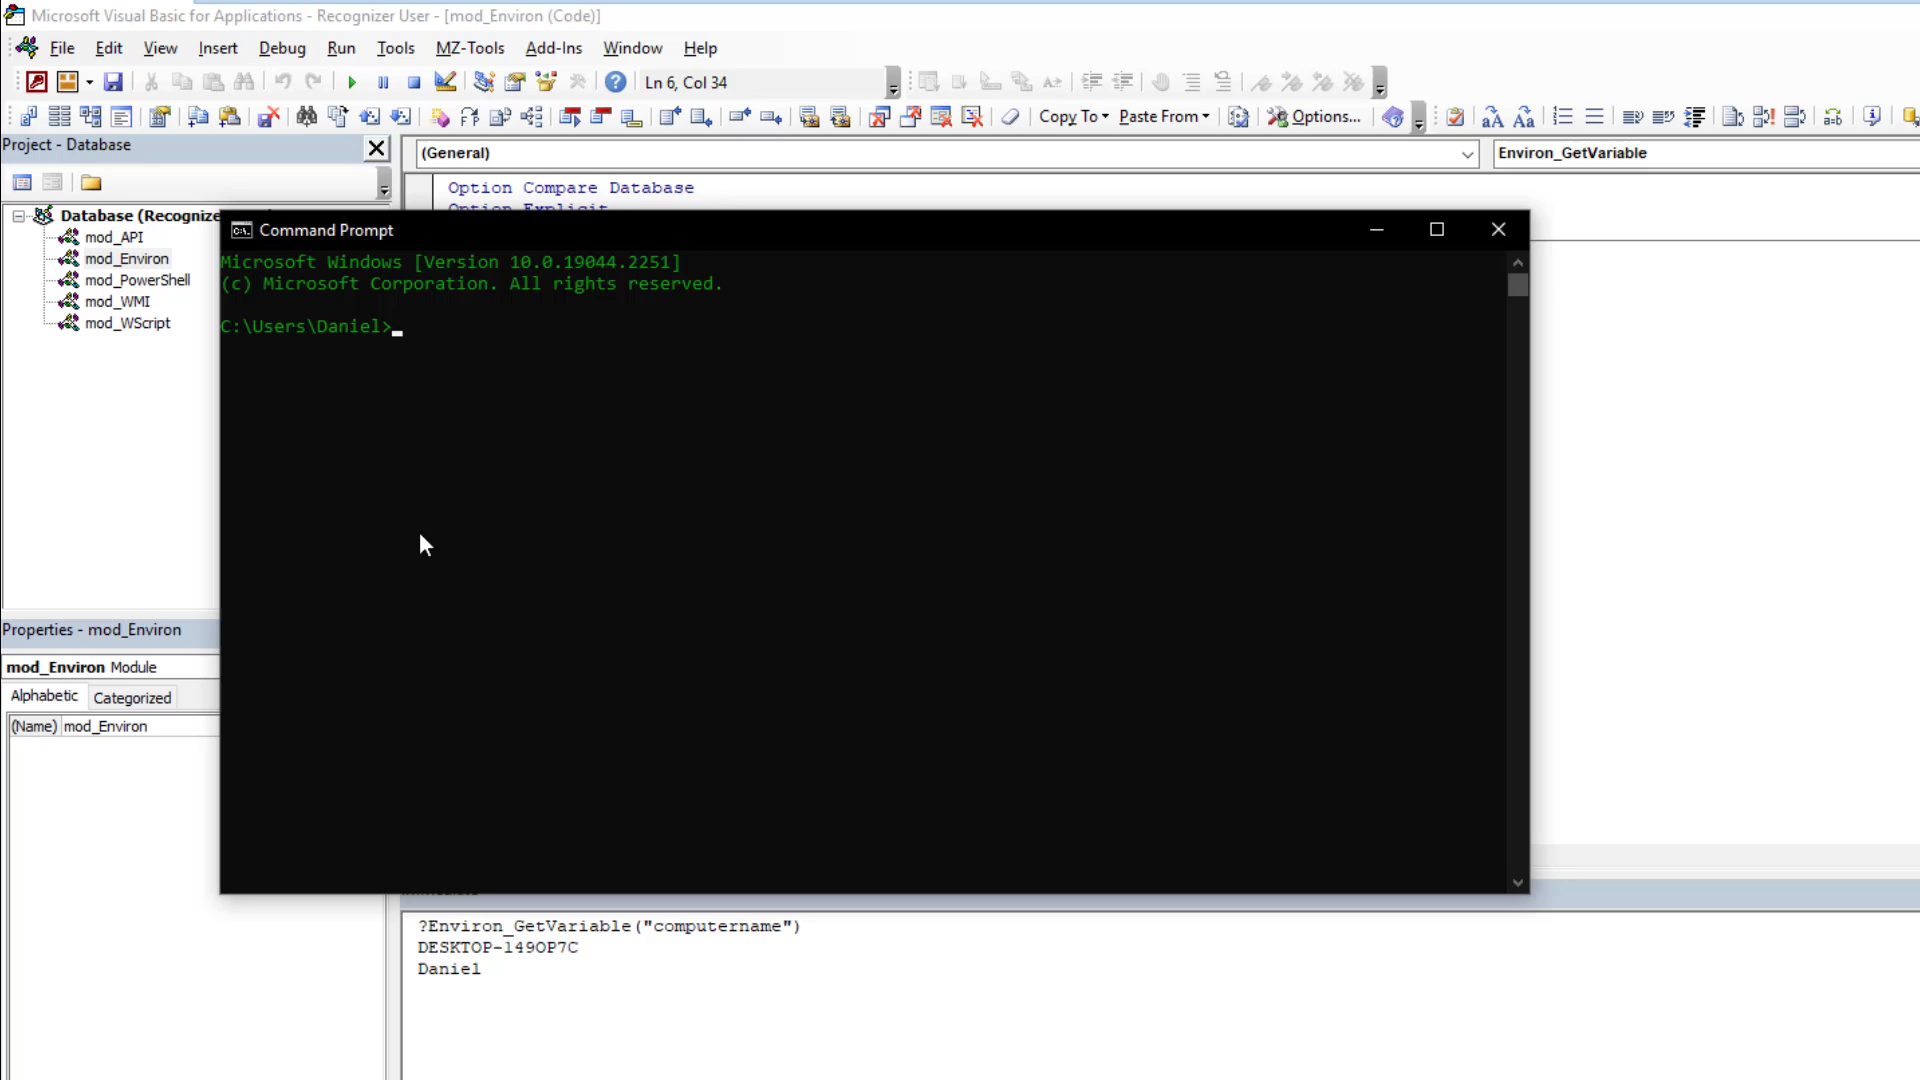 Microsoft Visual Basic for Applications - Recognizer User - [mod_Environ (Code)]
File Edit View Insert Debug Run Tools MZ-Tools Add-Ins Window Help
Ln 6, Col 34
Copy To Paste From Options...
Project - Database
(General)
Environ_GetVariable
Option Compare Database
Option Explicit
Database (Recognize
mod_API
mod_Environ
mod_PowerShell
mod_WMI
mod_WScript
Command Prompt
Microsoft Windows [Version 10.0.19044.2251]
(c) Microsoft Corporation. All rights reserved.
C:\Users\Daniel>
Properties - mod_Environ
mod_Environ Module
Alphabetic Categorized
(Name) mod_Environ
?Environ_GetVariable("computername")
DESKTOP-149OP7C
Daniel